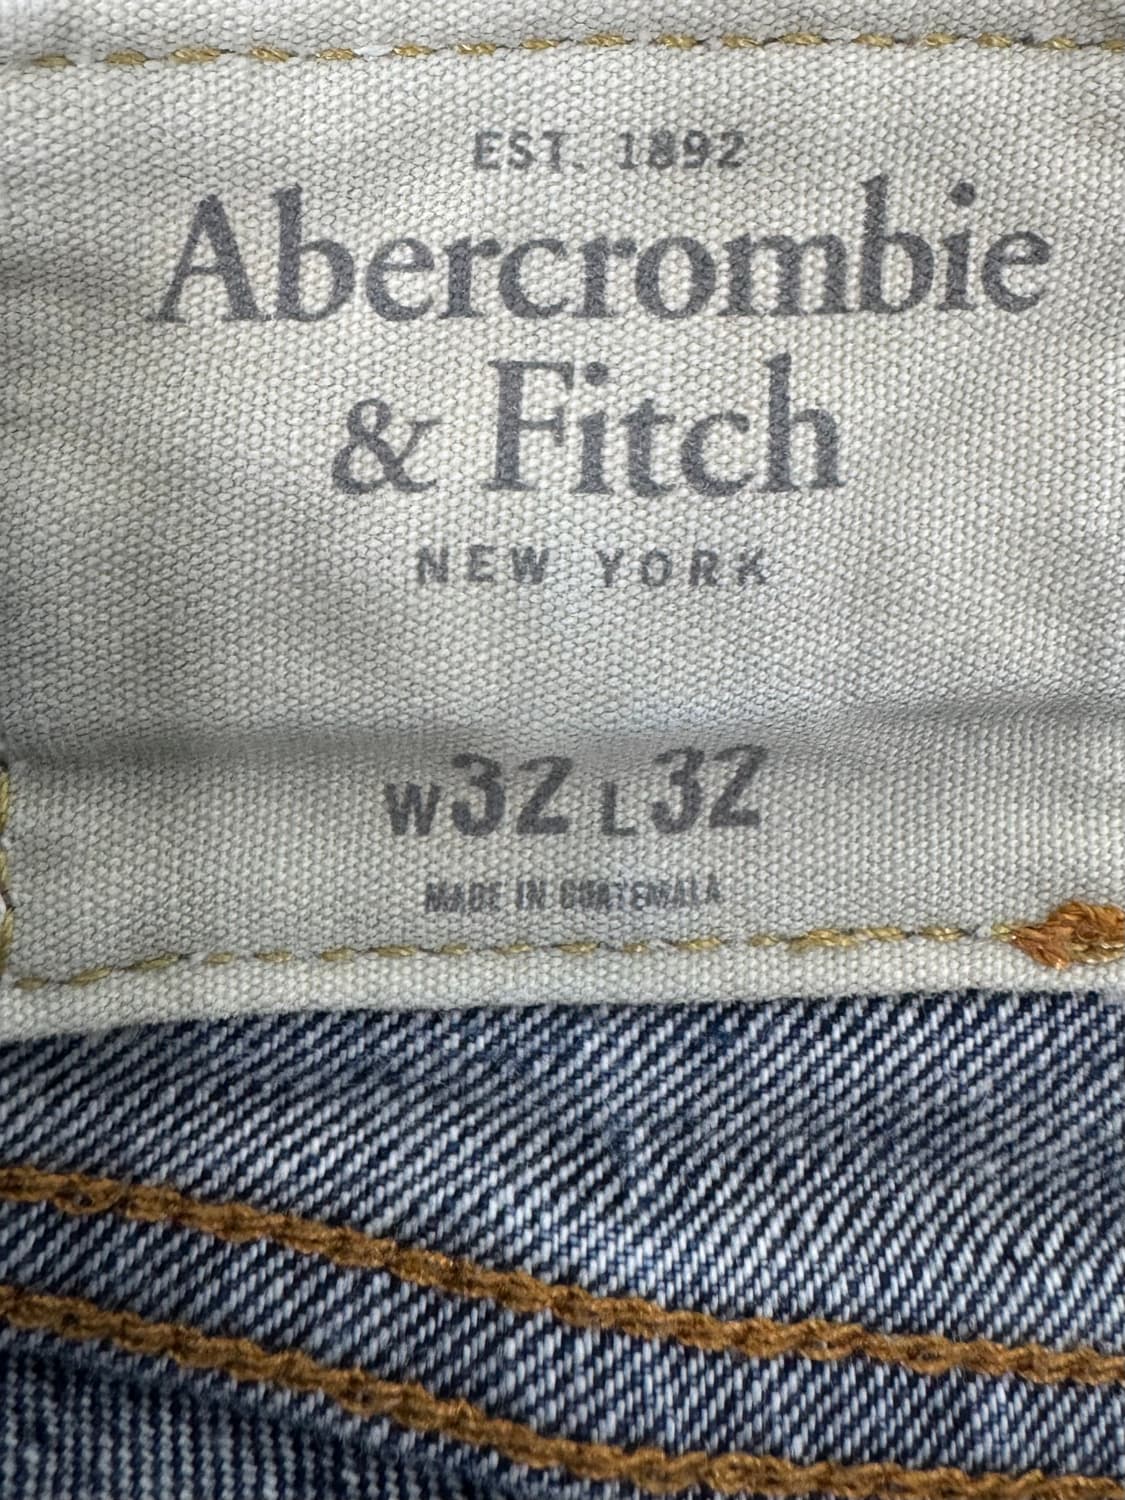 EST. 1892
Abercrombie
& Fitch
NEW YORK
W32 L32
MADE IN GUATEMALA